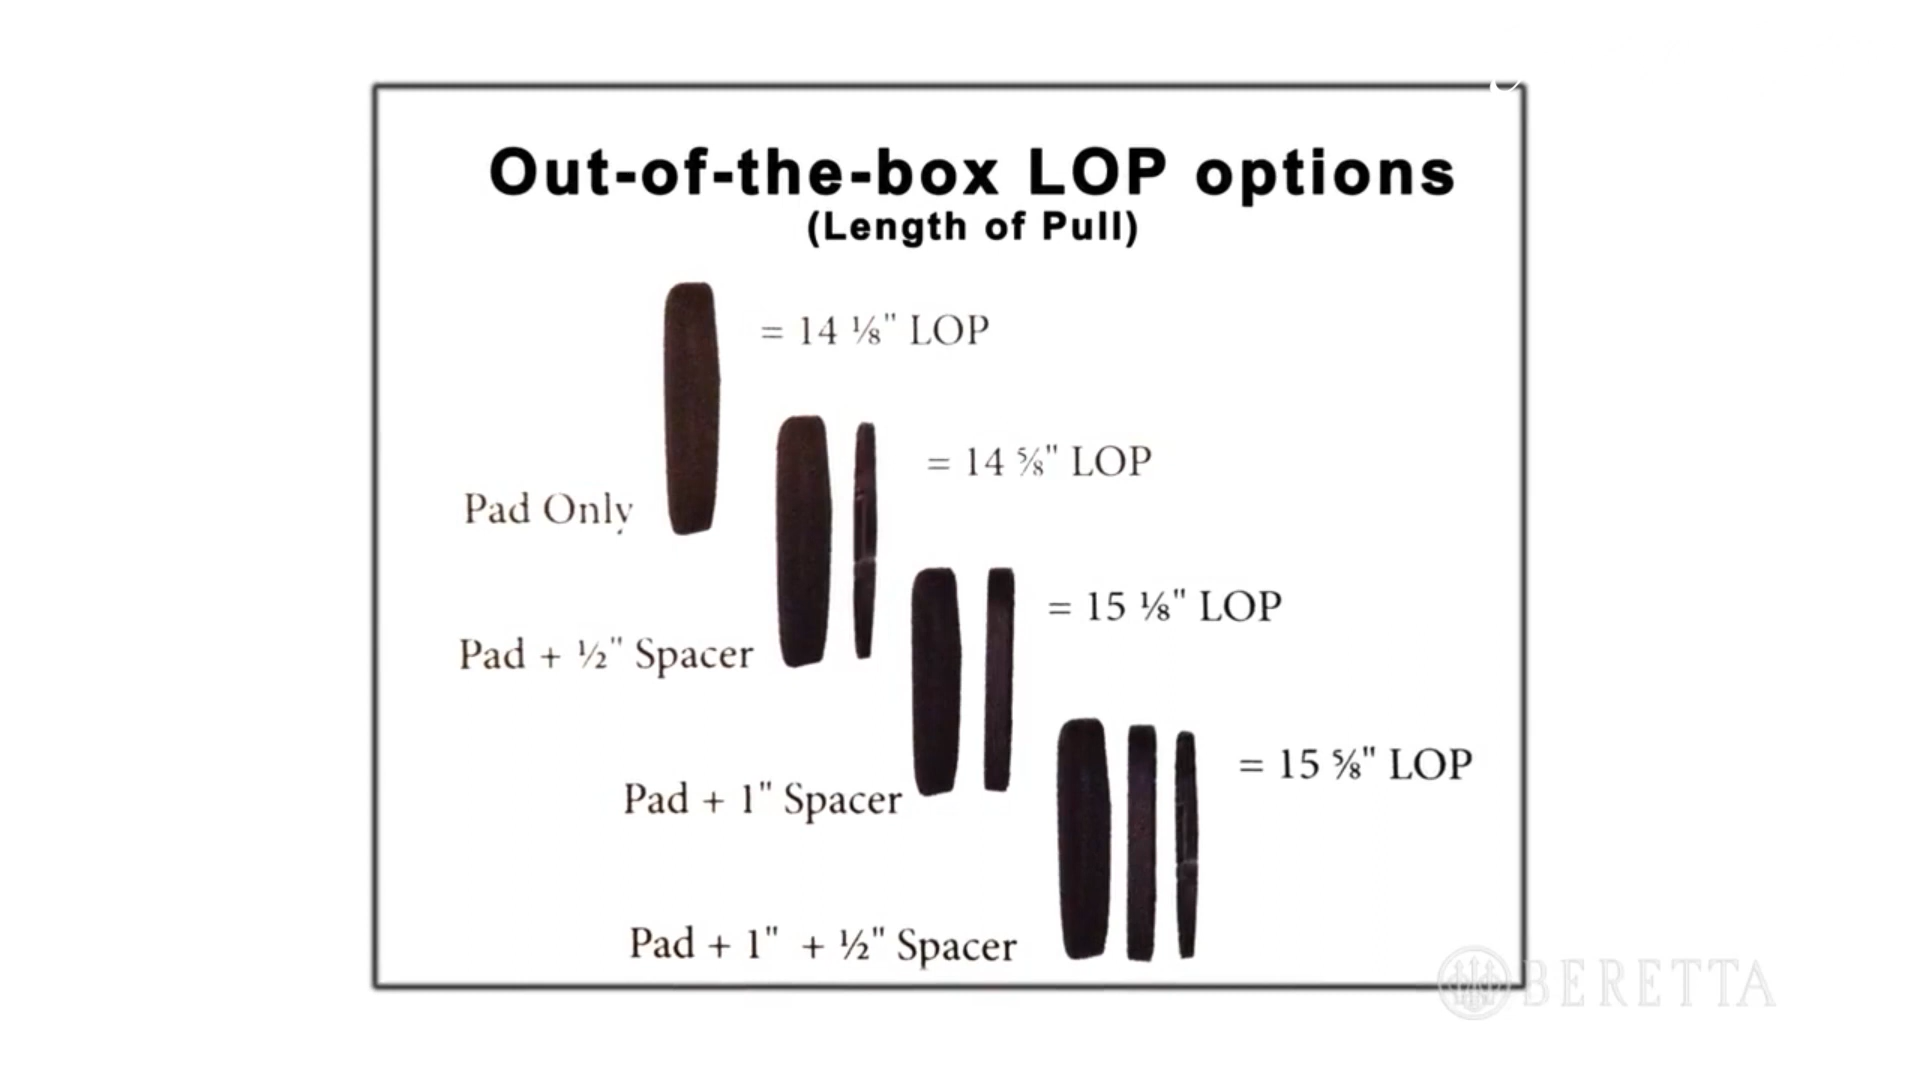 Out-of-the-box LOP options
(Length of Pull)
= 14 ⅛" LOP
Pad Only
= 14 ⅝" LOP
Pad + ½" Spacer
= 15 ⅛" LOP
Pad + 1" Spacer
= 15 ⅝" LOP
Pad + 1" + ½" Spacer
BERETTA